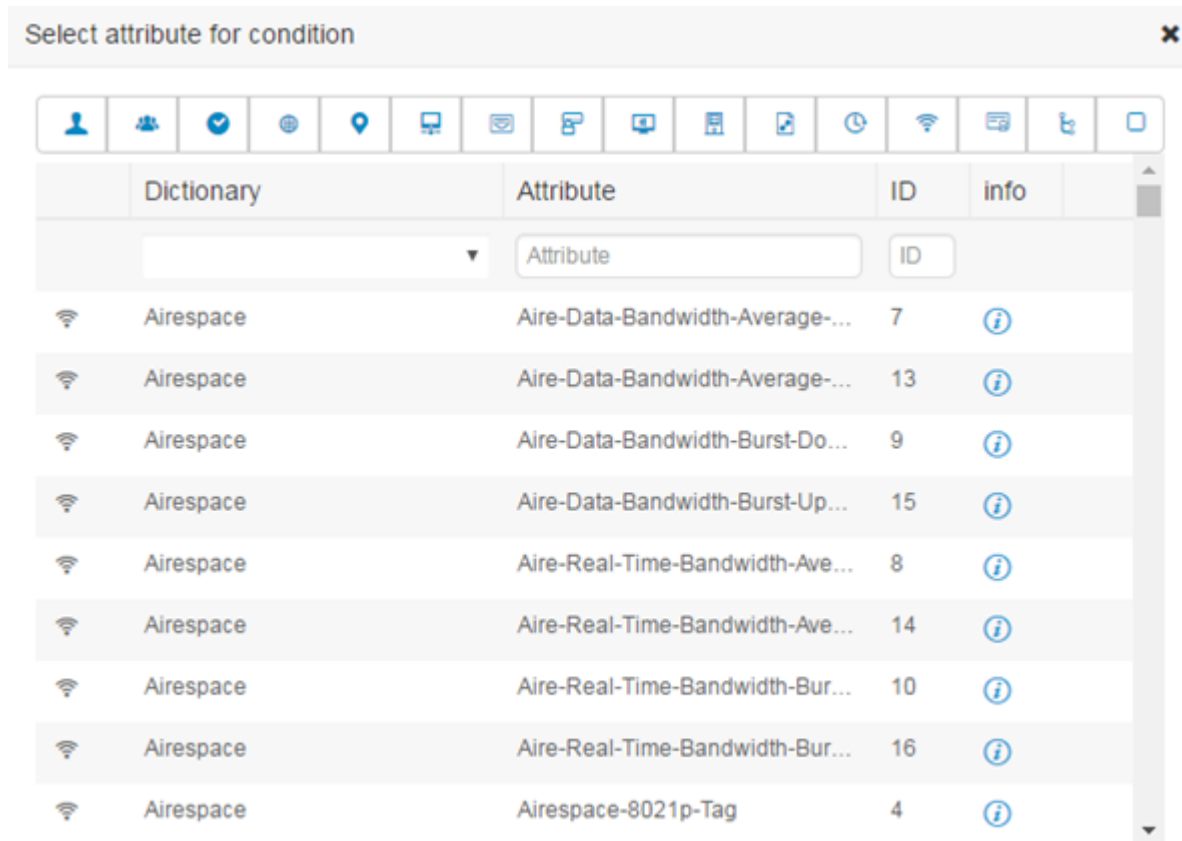 Select attribute for condition
Dictionary Attribute ID info
Attribute ID
Airespace Aire-Data-Bandwidth-Average-... 7
Airespace Aire-Data-Bandwidth-Average-... 13
Airespace Aire-Data-Bandwidth-Burst-Do... 9
Airespace Aire-Data-Bandwidth-Burst-Up... 15
Airespace Aire-Real-Time-Bandwidth-Ave... 8
Airespace Aire-Real-Time-Bandwidth-Ave... 14
Airespace Aire-Real-Time-Bandwidth-Bur... 10
Airespace Aire-Real-Time-Bandwidth-Bur... 16
Airespace Airespace-8021p-Tag 4